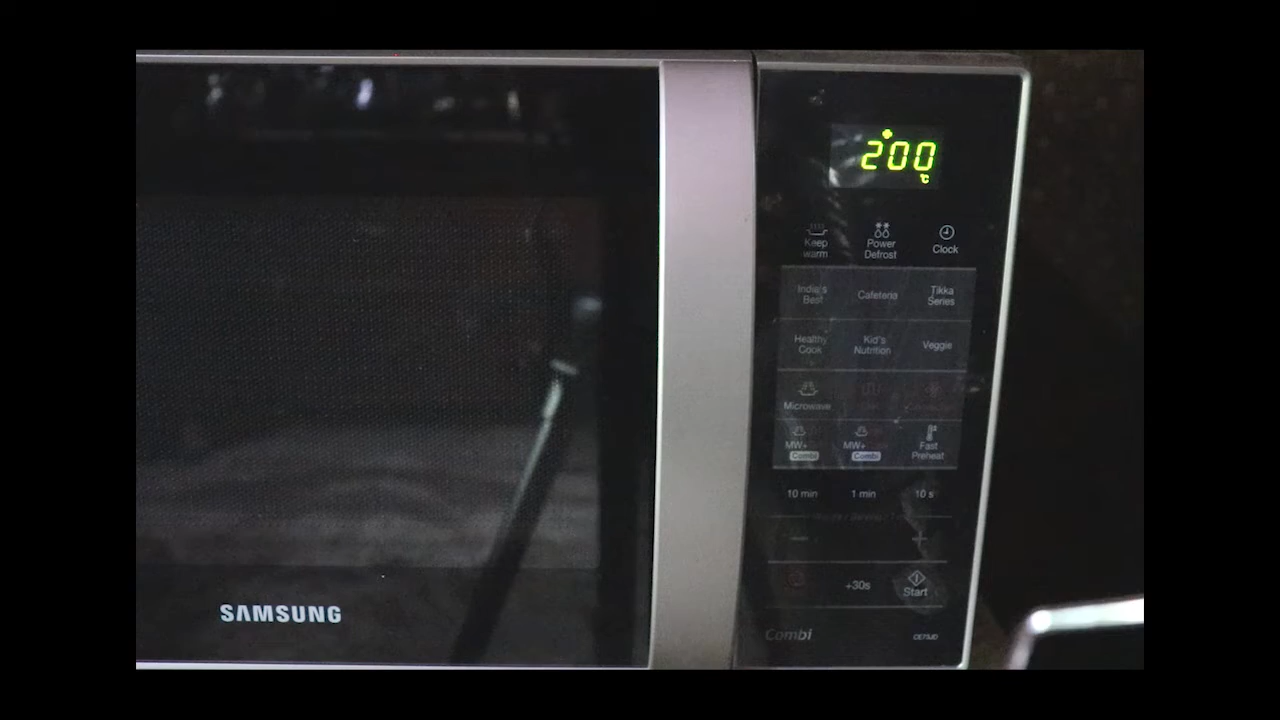 200
°C
Keep
warm
Power
Defrost
Clock
India's
Best
Cafeteria
Tikka
Series
Healthy
Cook
Kid's
Nutrition
Veggie
Microwave
MW+
Combi
MW+
Combi
Fast
Preheat
10 min
1 min
10 s
+30s
Start
SAMSUNG
Combi